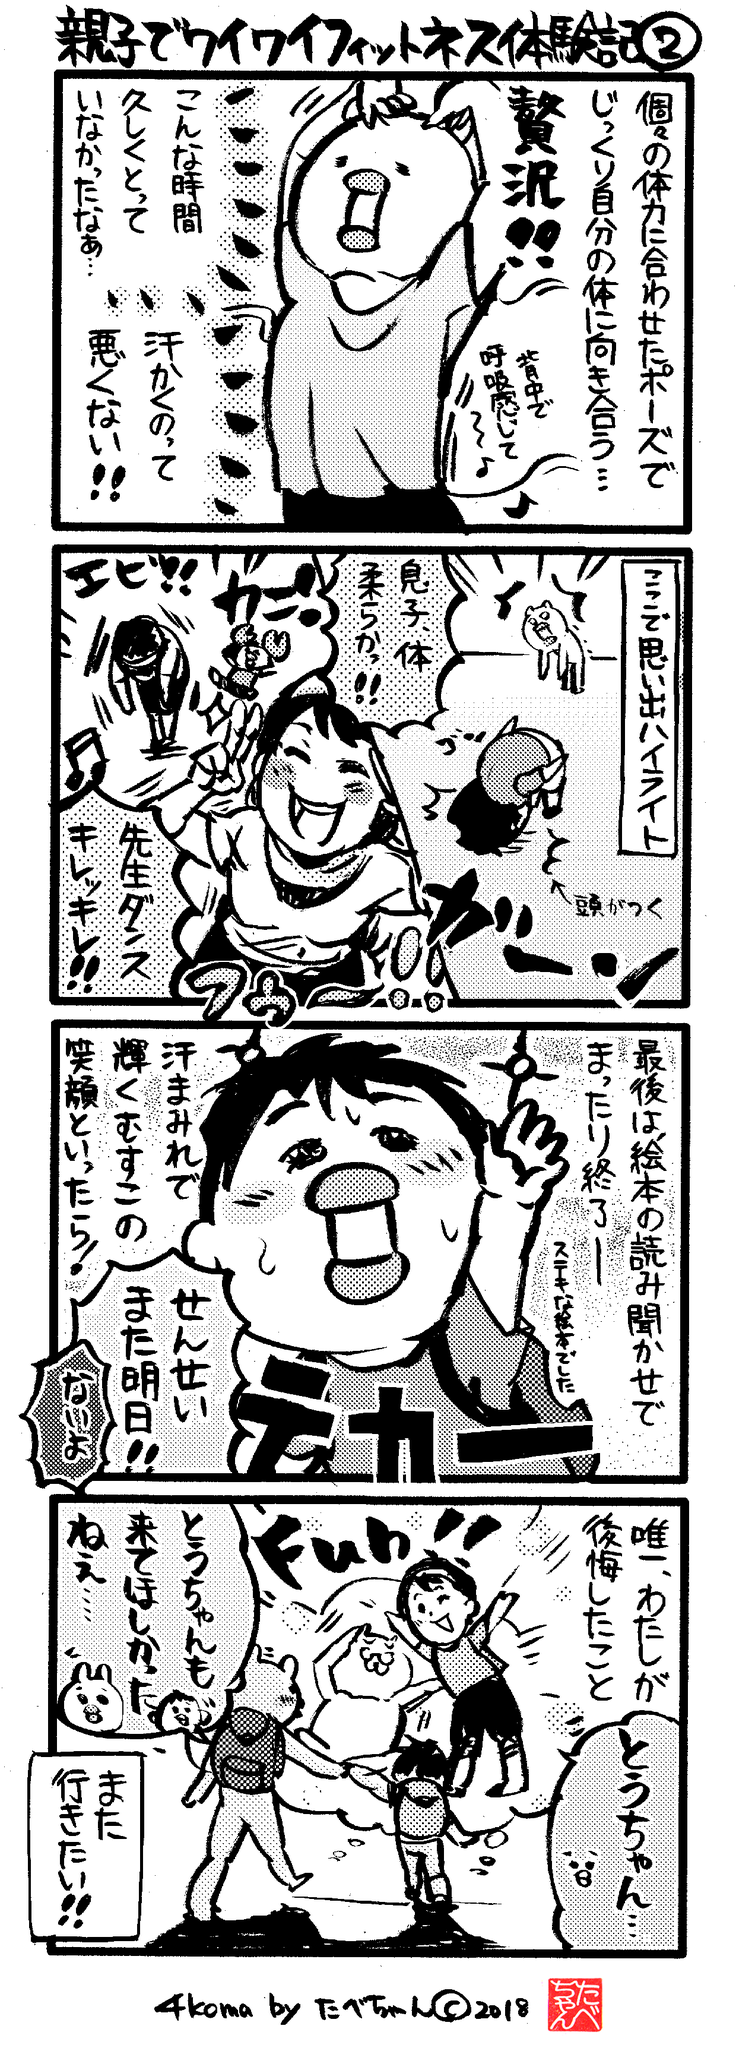 親子でワイワイフィットネス体験記②
個々の体力に合わせたポーズで
じっくり自分の体に向き合う…
贅沢!!
背中で
呼吸感じて
〜〜♪
こんな時間
久しくとって
いなかったなぁ…
汗かくのって
悪くない!!
ここで思い出ハイライト
頭がつく
ガーン
息子、体
柔らかっ!!
カニ!
エビ!!
先生ダンス
キレッキレ!!
フゥ〜!!
最後は、絵本の読み聞かせで
まったり終了ー
ステキな絵本でした
汗まみれで
輝くむすこの
笑顔といったら!
テカー
せんせい
また明日!!
ないよ
唯一、わたしが
後悔したこと
Fun!!
とうちゃん…
とうちゃんも
来てほしかった
ねぇ……
また
行きたい!!
4koma by たべちゃん©2018
たべ
ちゃん